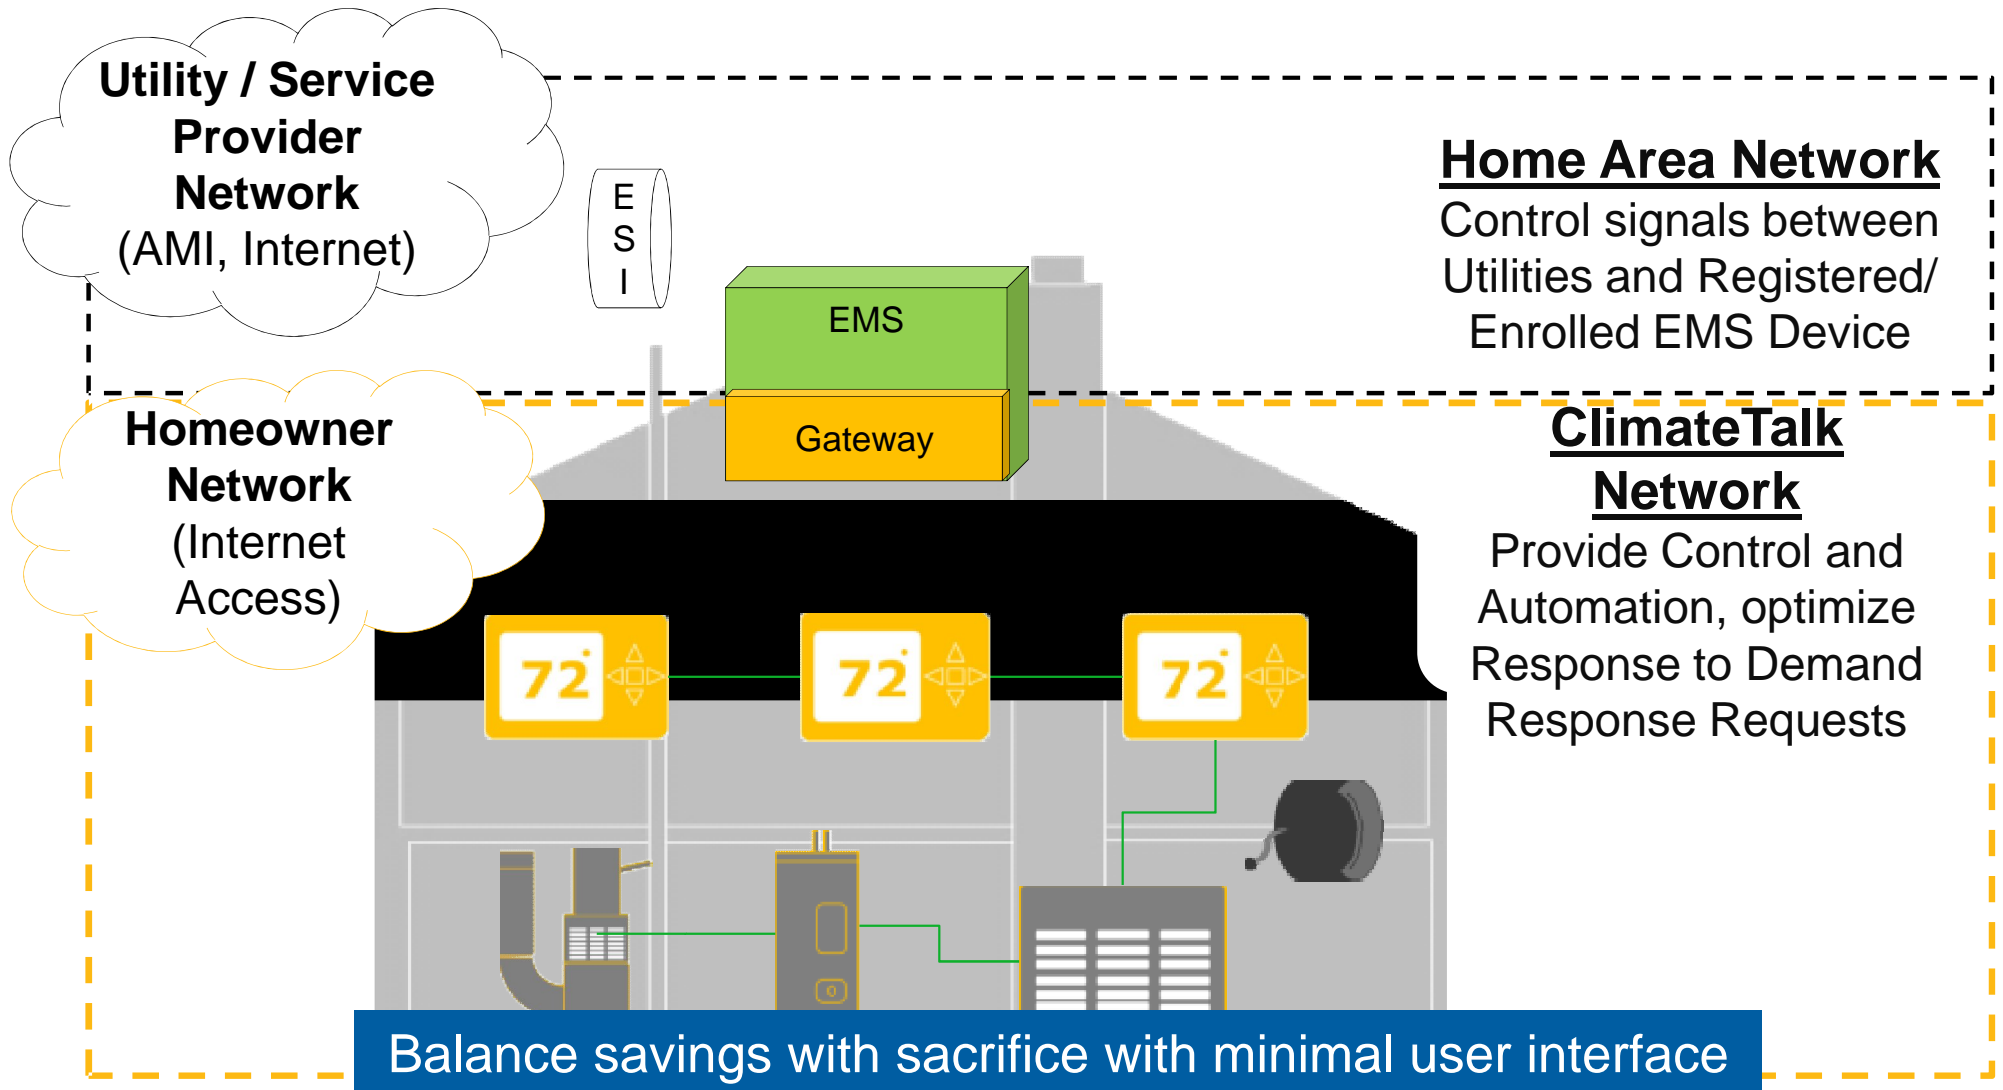 Utility / Service
Provider
Network
(AMI, Internet)
E
S
I
EMS
Gateway
Home Area Network
Control signals between
Utilities and Registered/
Enrolled EMS Device
Homeowner
Network
(Internet
Access)
ClimateTalk
Network
Provide Control and
Automation, optimize
Response to Demand
Response Requests
72°
72°
72°
Balance savings with sacrifice with minimal user interface